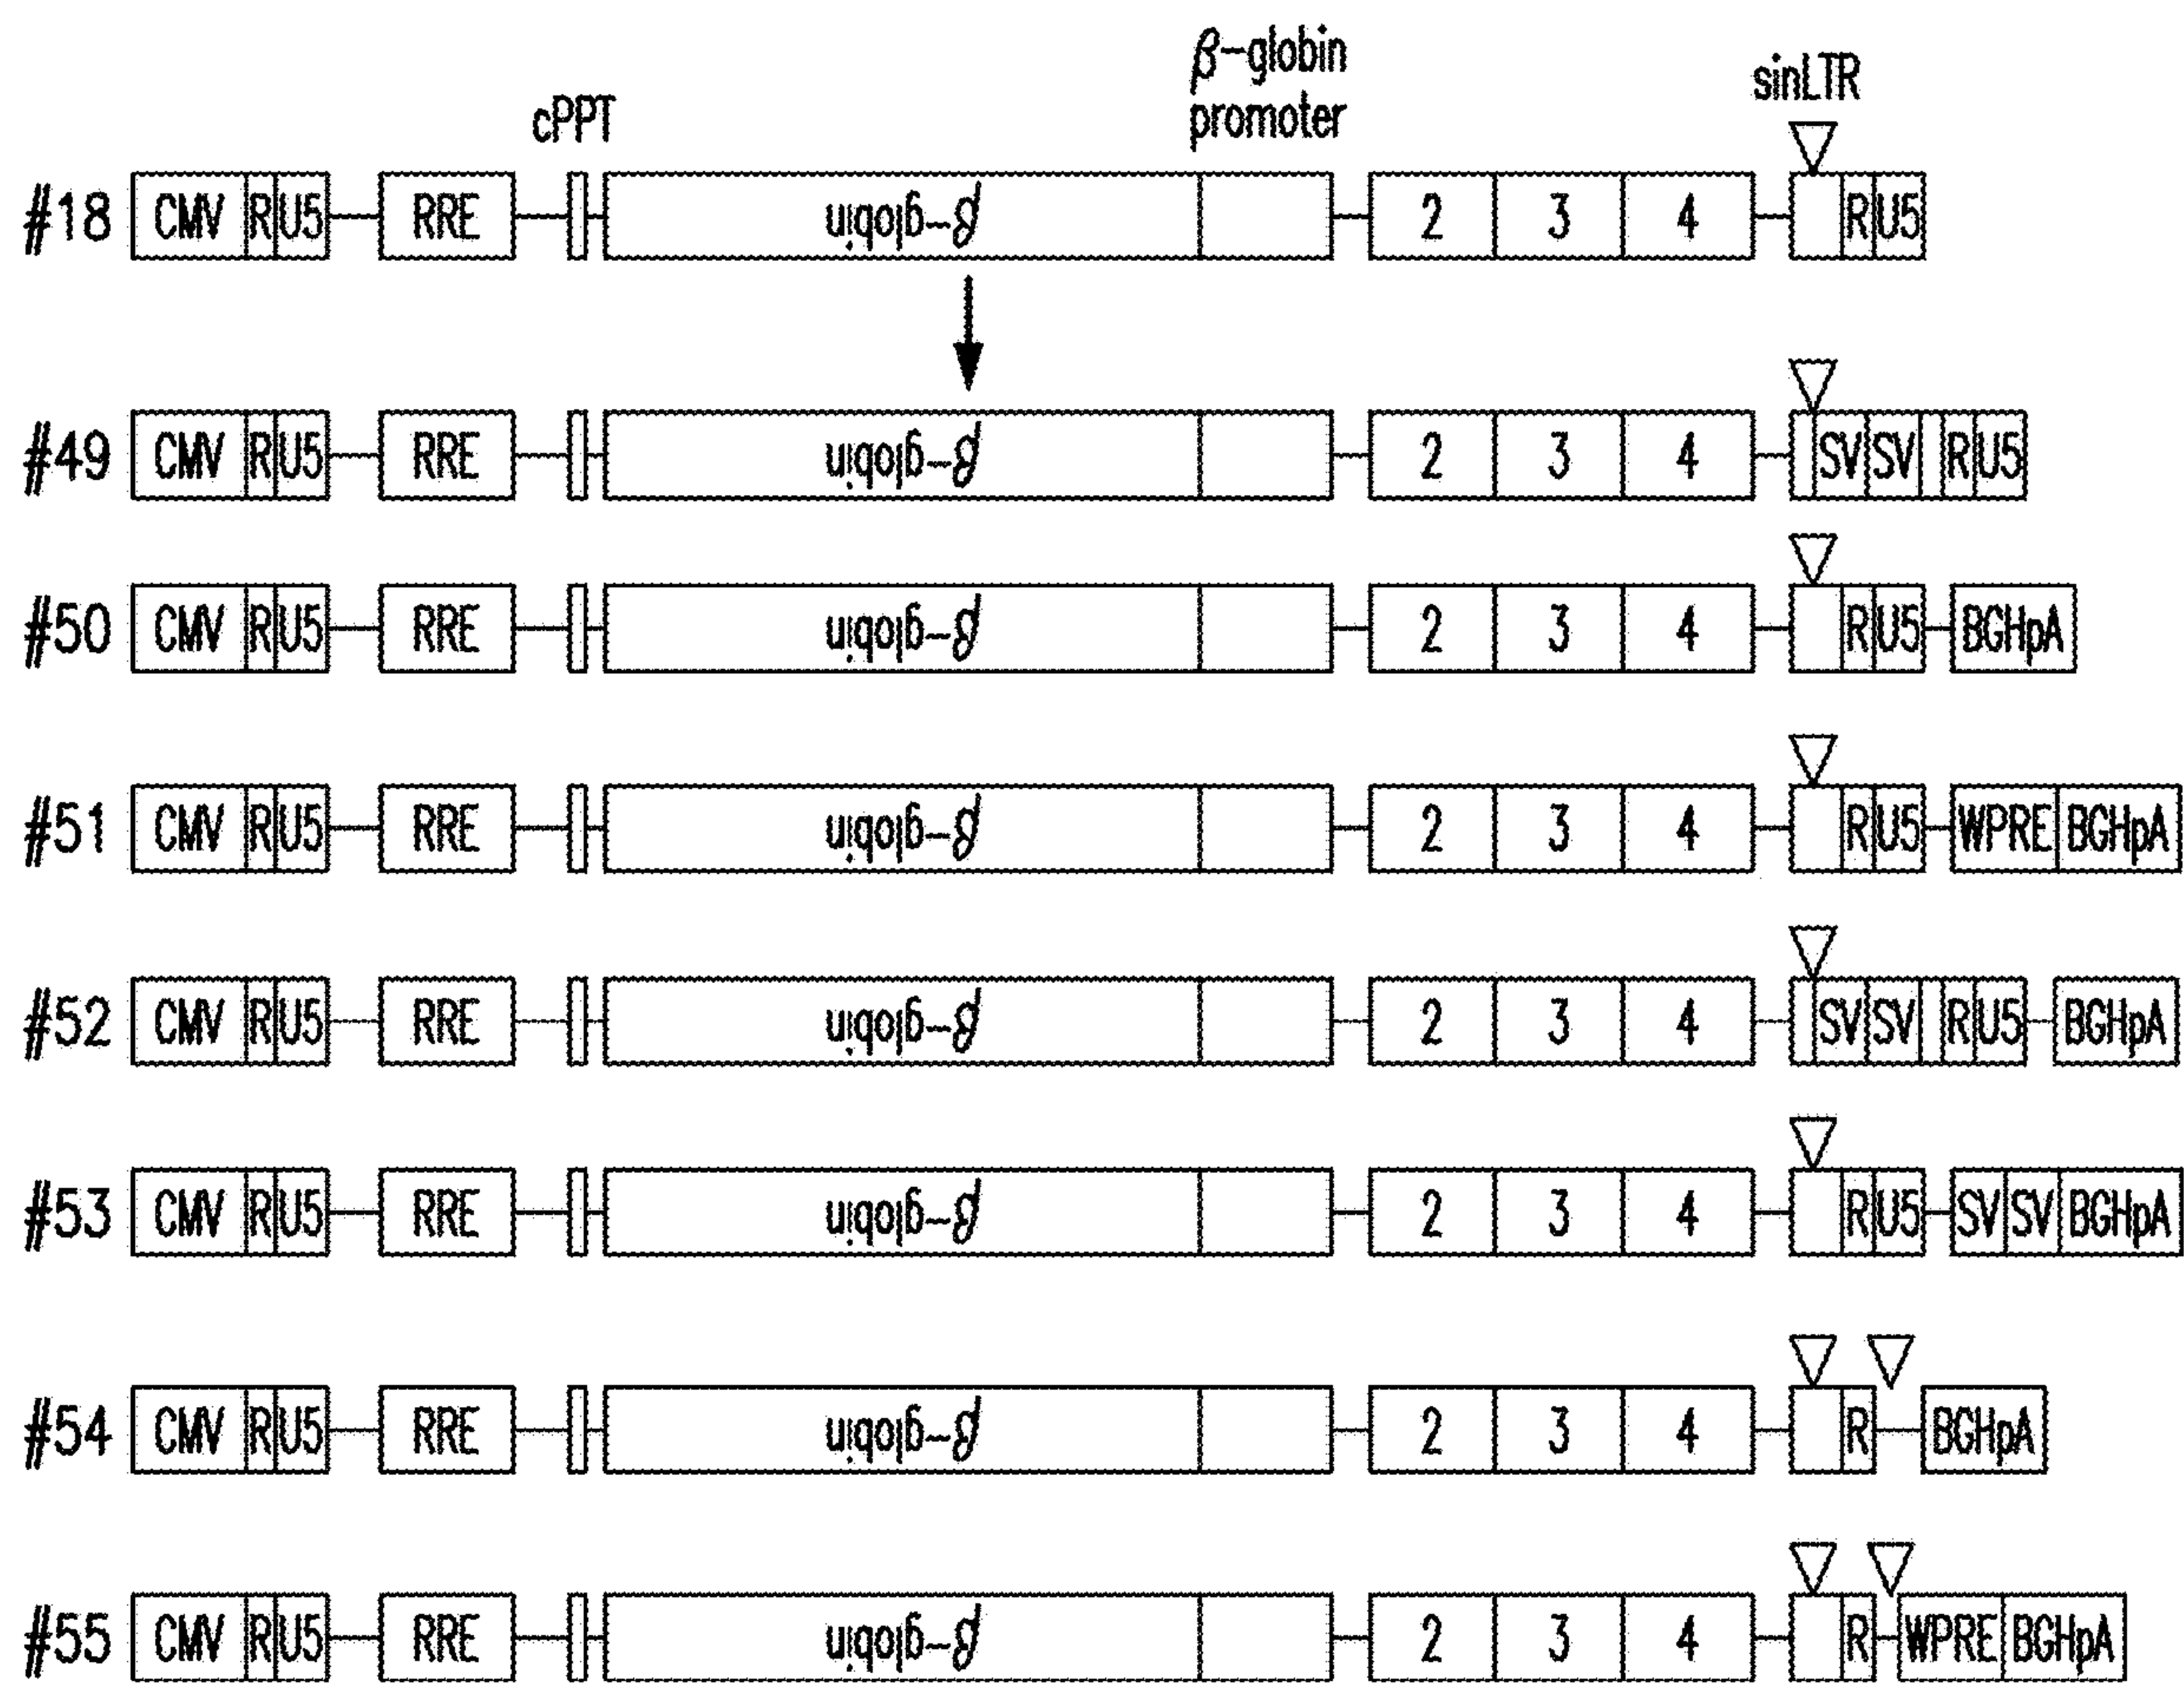 β-globin
promoter
sinLTR
cPPT
#18 CMV R U5 RRE β-globin 2 3 4 R U5
#49 CMV R U5 RRE β-globin 2 3 4 SV SV R U5
#50 CMV R U5 RRE β-globin 2 3 4 R U5 BGHpA
#51 CMV R U5 RRE β-globin 2 3 4 R U5 WPRE BGHpA
#52 CMV R U5 RRE β-globin 2 3 4 SV SV R U5 BGHpA
#53 CMV R U5 RRE β-globin 2 3 4 R U5 SV SV BGHpA
#54 CMV R U5 RRE β-globin 2 3 4 R BGHpA
#55 CMV R U5 RRE β-globin 2 3 4 R WPRE BGHpA